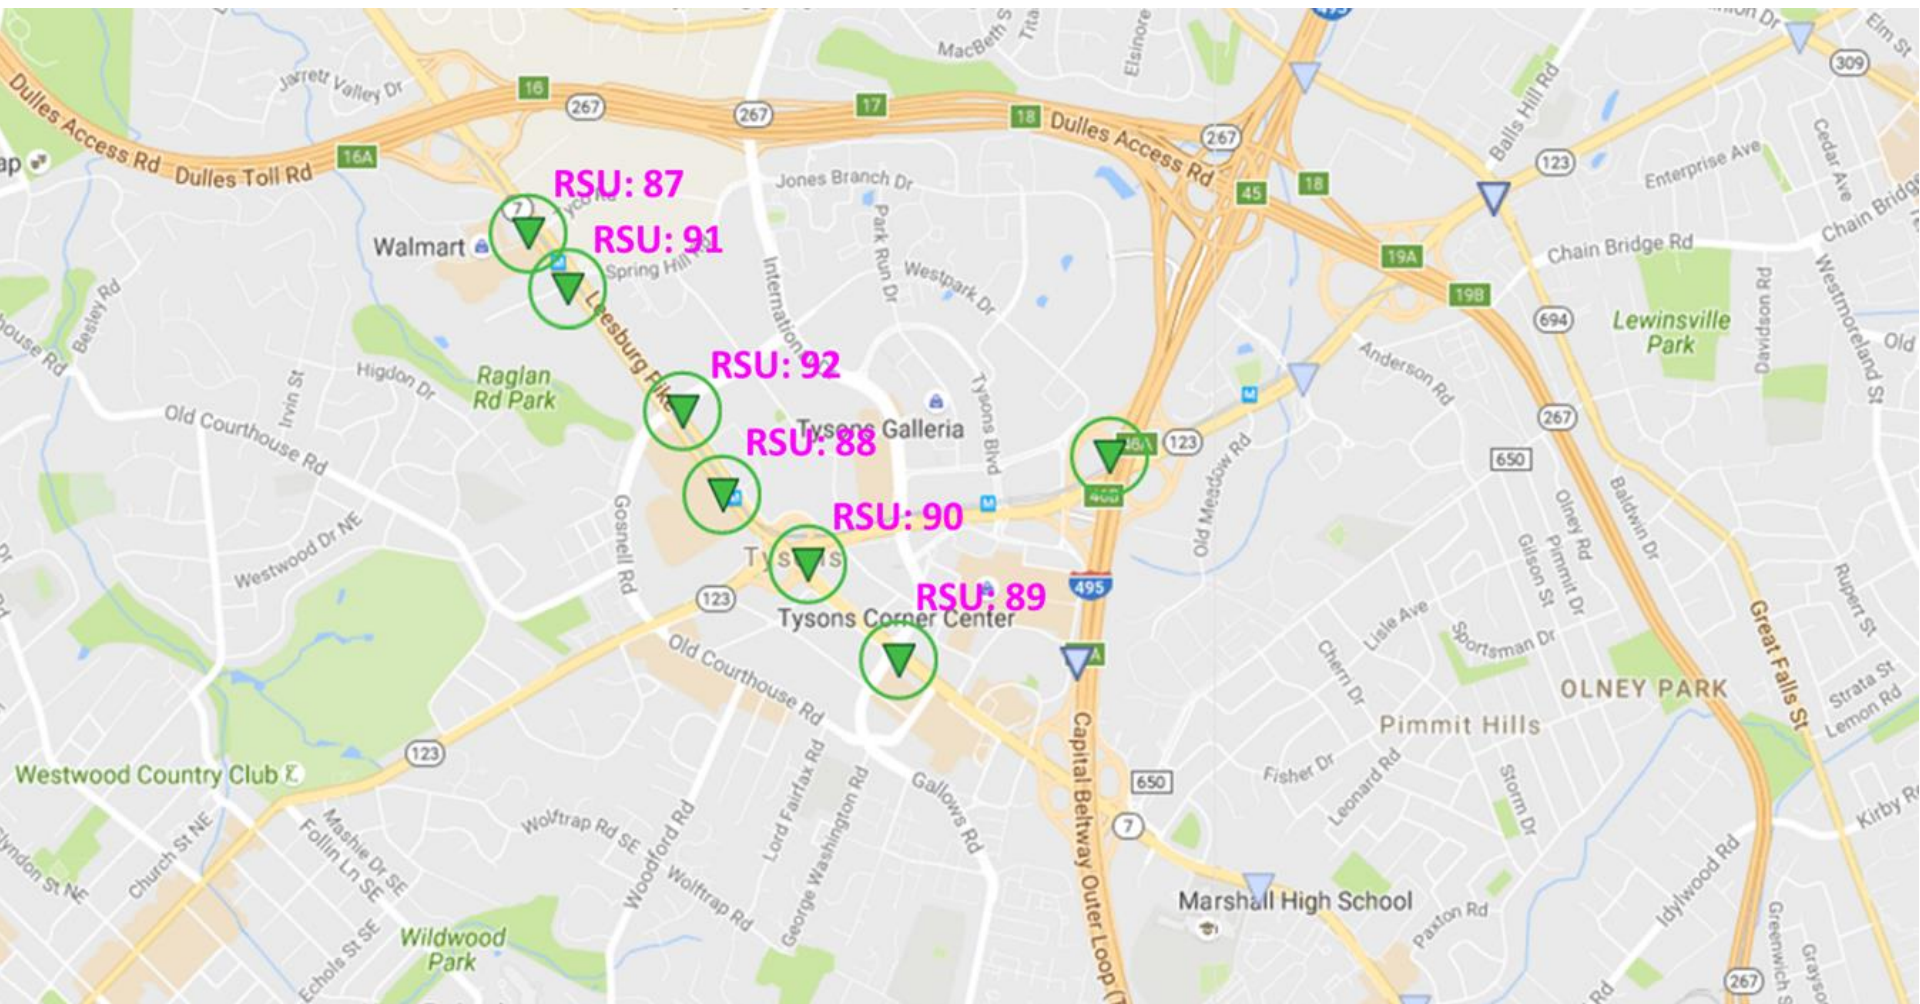 MacBeth S
Elsinore
495
Elm St
309
Jarrett Valley Dr
16
267
17
267
18
Dulles Access Rd
267
Balls Hill Rd
123
Cedar Ave
Enterprise Ave
Dulles Access Rd
Dulles Toll Rd
16A
45
18
Chain Bridge
RSU: 87
7
Jones Branch Dr
Park Run Dr
Walmart
RSU: 91
Spring Hill
Westpark Dr
19A
Chain Bridge Rd
19B
694
Lewinsville
Park
Davidson Rd
Westmoreland St
Old
Besley Rd
house Rd
Leesburg Pike
RSU: 92
Higdon Dr
Raglan
Rd Park
Irvin St
Anderson Rd
Tysons Blvd
Old Courthouse Rd
Tysons Galleria
RSU: 88
46A
123
267
650
Old Meadow Rd
46B
Gosnell Rd
Westwood Dr NE
RSU: 90
Tysons
123
495
RSU: 89
Tysons Corner Center
Olney Rd
Pimmit Dr
Gilson St
Baldwin Dr
Rupert St
Lisle Ave
Sportsman Dr
Cherri Dr
Great Falls St
Old Courthouse Rd
OLNEY PARK
Pimmit Hills
Strata St
Lemon Rd
123
Westwood Country Club
Capital Beltway Outer Loop (T
650
Fisher Dr
Leonard Rd
Storm Dr
Kirby R
Gallows Rd
Lord Fairfax Rd
George Washington Rd
Woodford Rd
Wolftrap Rd SE
Wolftrap Rd
7
Church St NE
Mashie Dr SE
Follin Ln SE
lyndon St NE
Marshall High School
Paxton Rd
Idylwood Rd
Echols St SE
Wildwood
Park
Greenwich S
Grayso
267
Rd